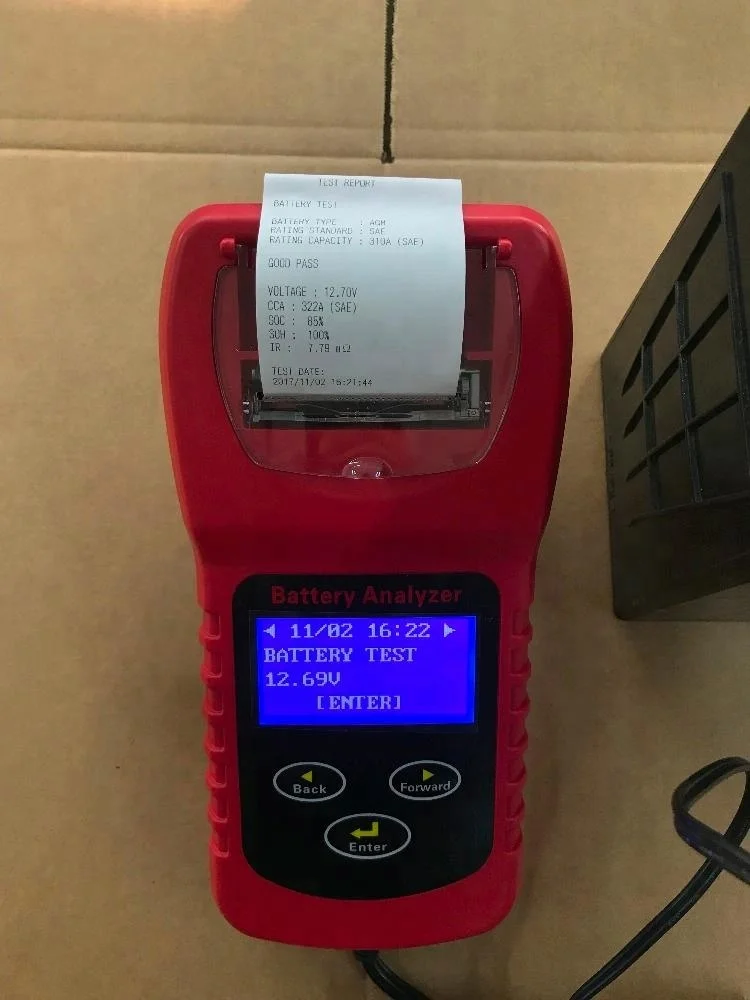 TEST REPORT
BATTERY TEST
BATTERY TYPE : AGM
RATING STANDARD : SAE
RATING CAPACITY : 310A (SAE)
GOOD PASS
VOLTAGE : 12.70V
CCA : 322A (SAE)
SOC : 85%
SOH : 100%
IR : 7.79 mΩ
TEST DATE:
2017/11/02 16:21:44
Battery Analyzer
◀ 11/02 16:22 ▶
BATTERY TEST
12.69V
[ENTER]
Back
Forward
Enter